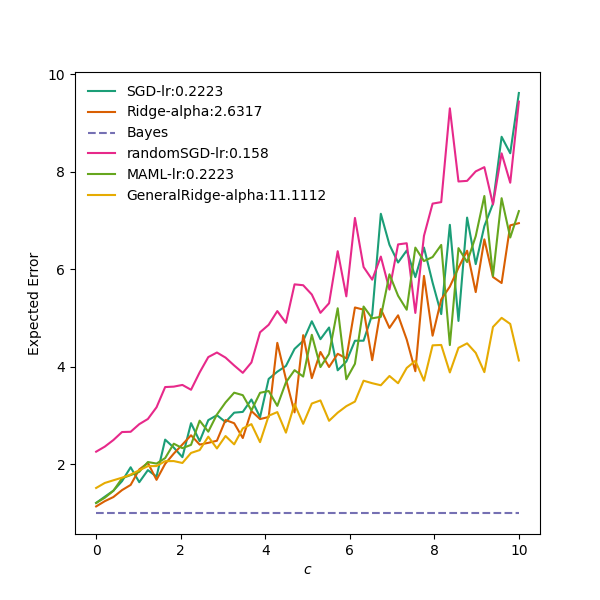 10
8
6
4
2
Expected Error
SGD-lr:0.2223
Ridge-alpha:2.6317
Bayes
randomSGD-lr:0.158
MAML-lr:0.2223
GeneralRidge-alpha:11.1112
0 2 4 6 8 10
c